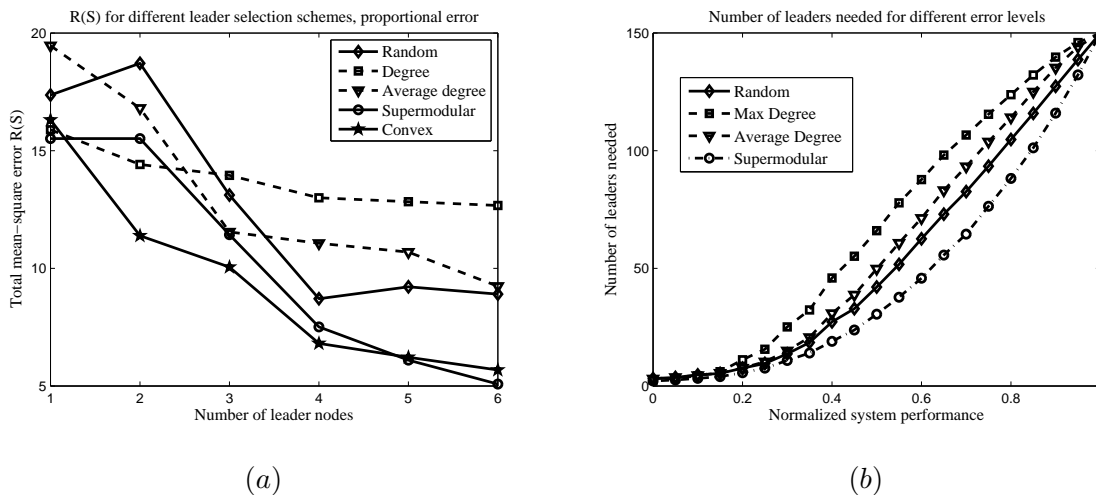 R(S) for different leader selection schemes, proportional error
20
15
10
5
1
2
3
4
5
6
Total mean−square error R(S)
Number of leader nodes
Random
Degree
Average degree
Supermodular
Convex
(a)
Number of leaders needed for different error levels
150
100
50
0
0
0.2
0.4
0.6
0.8
Number of leaders needed
Normalized system performance
Random
Max Degree
Average Degree
Supermodular
(b)